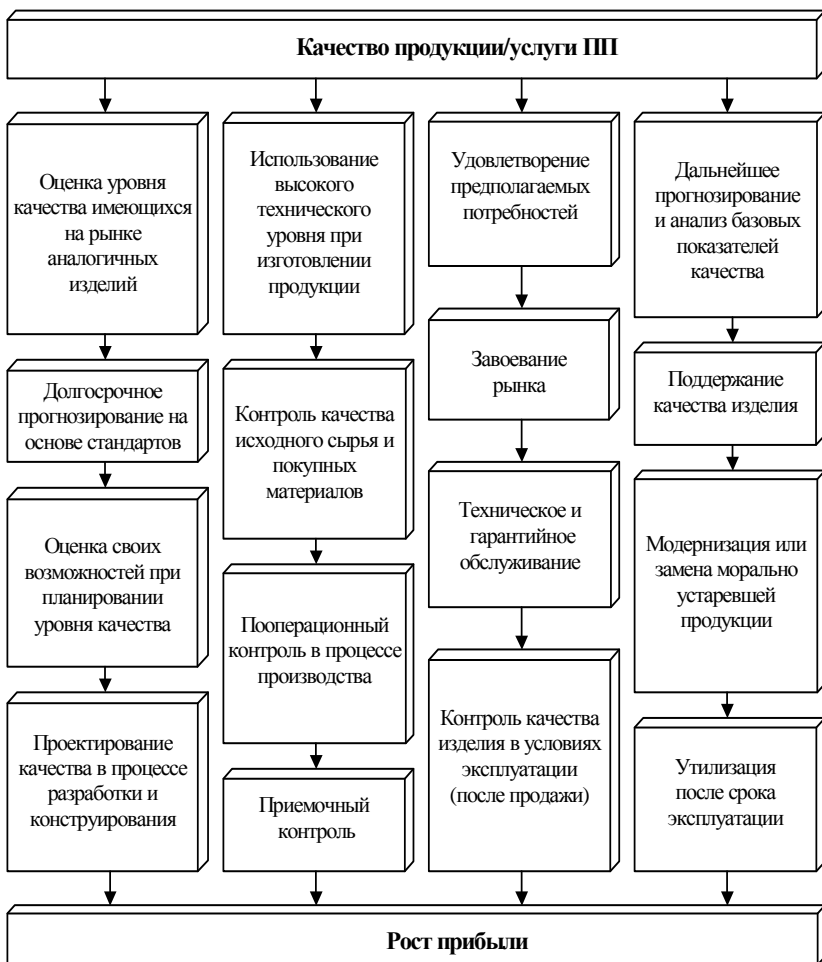 Качество продукции/услуги ПП
Оценка уровня
качества имеющихся
на рынке
аналогичных
изделий
Долгосрочное
прогнозирование на
основе стандартов
Оценка своих
возможностей при
планировании
уровня качества
Проектирование
качества в процессе
разработки и
конструирования
Использование
высокого
технического
уровня при
изготовлении
продукции
Контроль качества
исходного сырья и
покупных
материалов
Пооперационный
контроль в процессе
производства
Приемочный
контроль
Удовлетворение
предполагаемых
потребностей
Завоевание
рынка
Техническое и
гарантийное
обслуживание
Контроль качества
изделия в условиях
эксплуатации
(после продажи)
Дальнейшее
прогнозирование
и анализ базовых
показателей
качества
Поддержание
качества изделия
Модернизация или
замена морально
устаревшей
продукции
Утилизация
после срока
эксплуатации
Рост прибыли